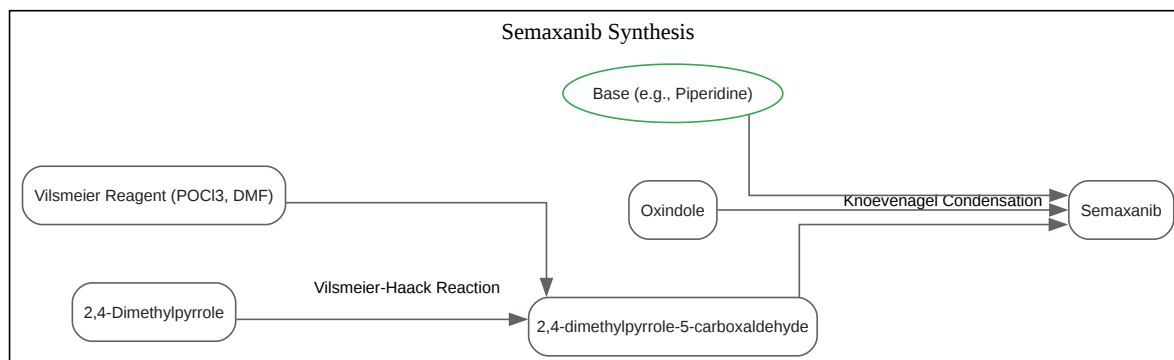 Semaxanib Synthesis
Base (e.g., Piperidine)
Vilsmeier Reagent (POCl3, DMF)
Oxindole
Knoevenagel Condensation
Semaxanib
Vilsmeier-Haack Reaction
2,4-Dimethylpyrrole
2,4-dimethylpyrrole-5-carboxaldehyde